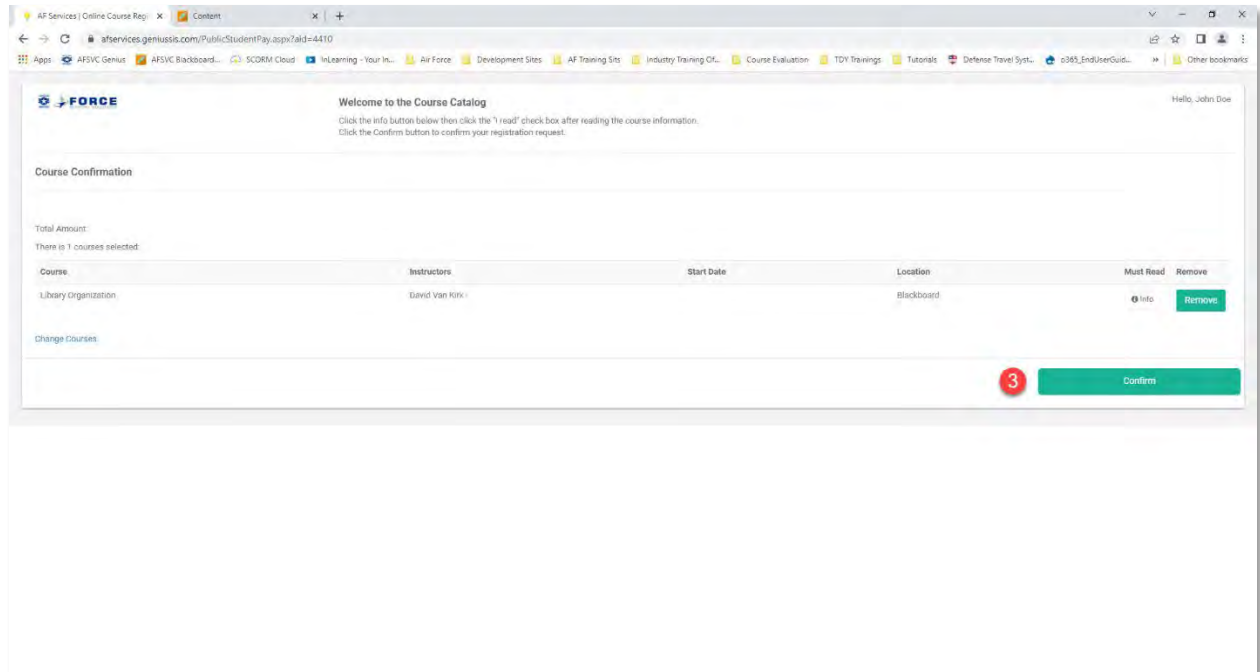 AF Services | Online Course Reg
Content
afservices.geniussis.com/PublicStudentPay.aspx?aid=4410
Apps AFSVC Genius AFSVC Blackboard... SCORM Cloud InLearning - Your In... Air Force Development Sites AF Training Sits Industry Training Of... Course Evaluation TDY Trainings Tutorials Defense Travel Syst... o365_EndUserGuid... » Other bookmarks
FORCE
Welcome to the Course Catalog
Hello, John Doe
Click the info button below then click the "I read" check box after reading the course information.
Click the Confirm button to confirm your registration request.
Course Confirmation
Total Amount:
There is 1 courses selected:
Course Instructors Start Date Location Must Read Remove
Library Organization David Van Kirk Blackboard Info Remove
Change Courses
3 Confirm